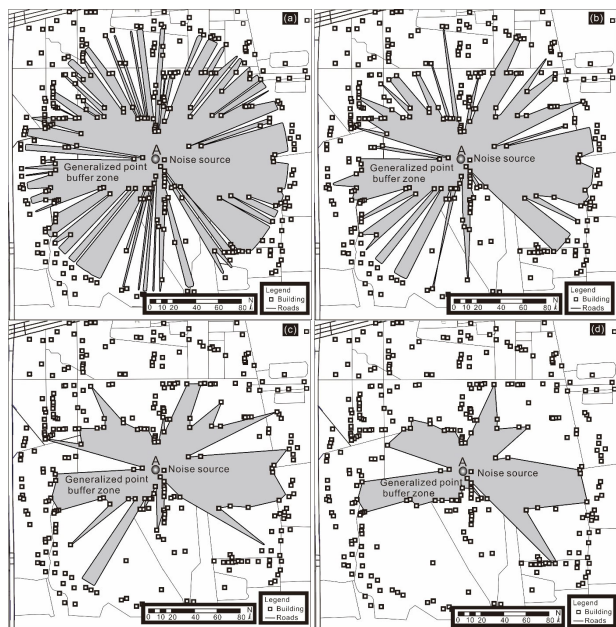 (a)
A
Noise source
Generalized point
buffer zone
0 10 20 40 60 80
N
Legend
Building
Roads
(b)
A
Noise source
Generalized point
buffer zone
0 10 20 40 60 80
N
Legend
Building
Roads
(c)
A
Noise source
Generalized point
buffer zone
0 10 20 40 60 80
N
Legend
Building
Roads
(d)
A
Noise source
Generalized point
buffer zone
0 10 20 40 60 80
N
Legend
Building
Roads